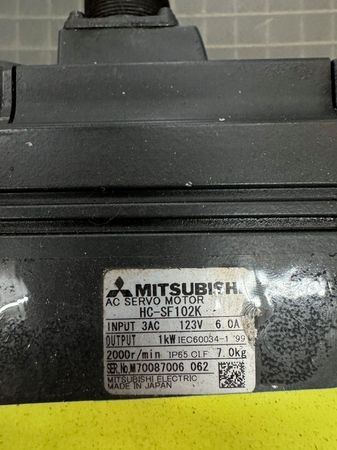 MITSUBISHI
AC SERVO MOTOR
HC-SF102K
INPUT 3AC 123V 6.0A
OUTPUT 1kW IEC60034-1 '99
2000r/min IP65 Cl.F 7.0kg
SER.No.M70087006 062
MITSUBISHI ELECTRIC
MADE IN JAPAN